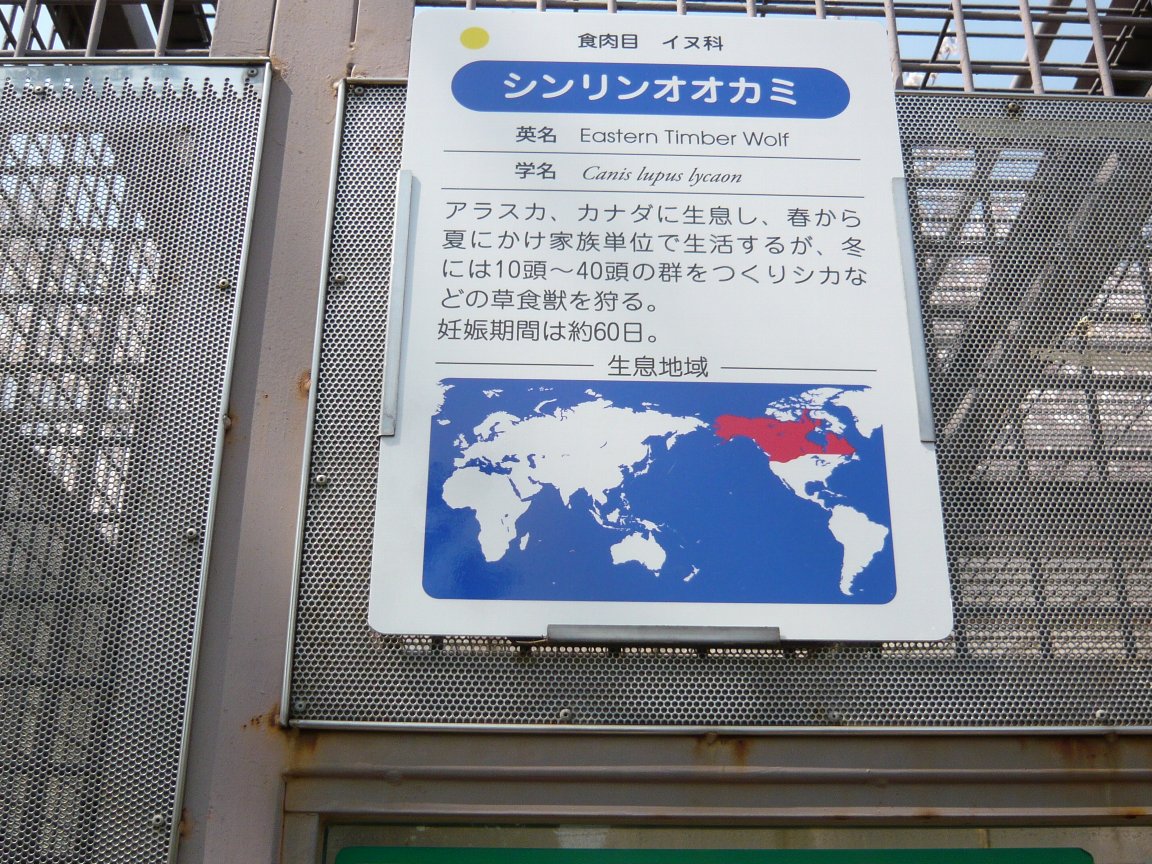 食肉目 イヌ科
シンリンオオカミ
英名 Eastern Timber Wolf
学名 Canis lupus lycaon
アラスカ、カナダに生息し、春から
夏にかけ家族単位で生活するが、冬
には10頭～40頭の群をつくりシカな
どの草食獣を狩る。
妊娠期間は約60日。
生息地域